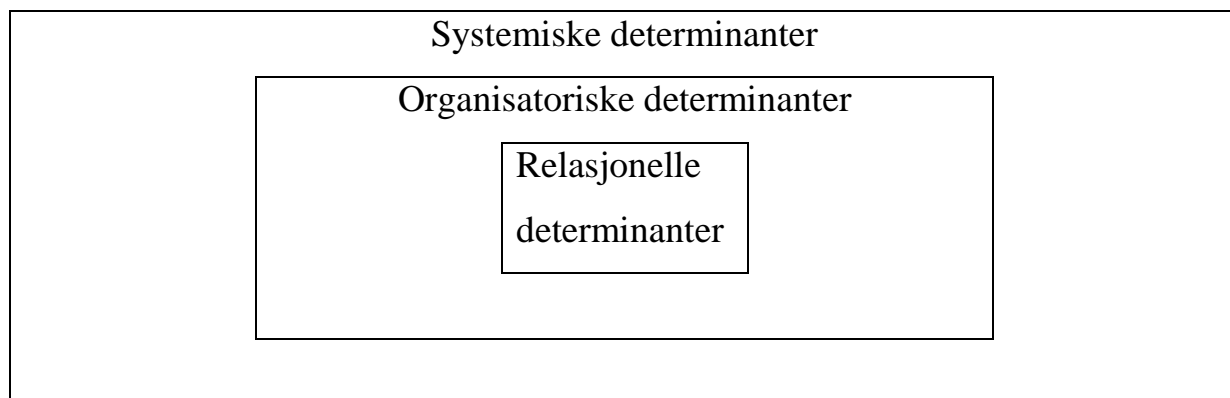 Systemiske determinanter
Organisatoriske determinanter
Relasjonelle
determinanter